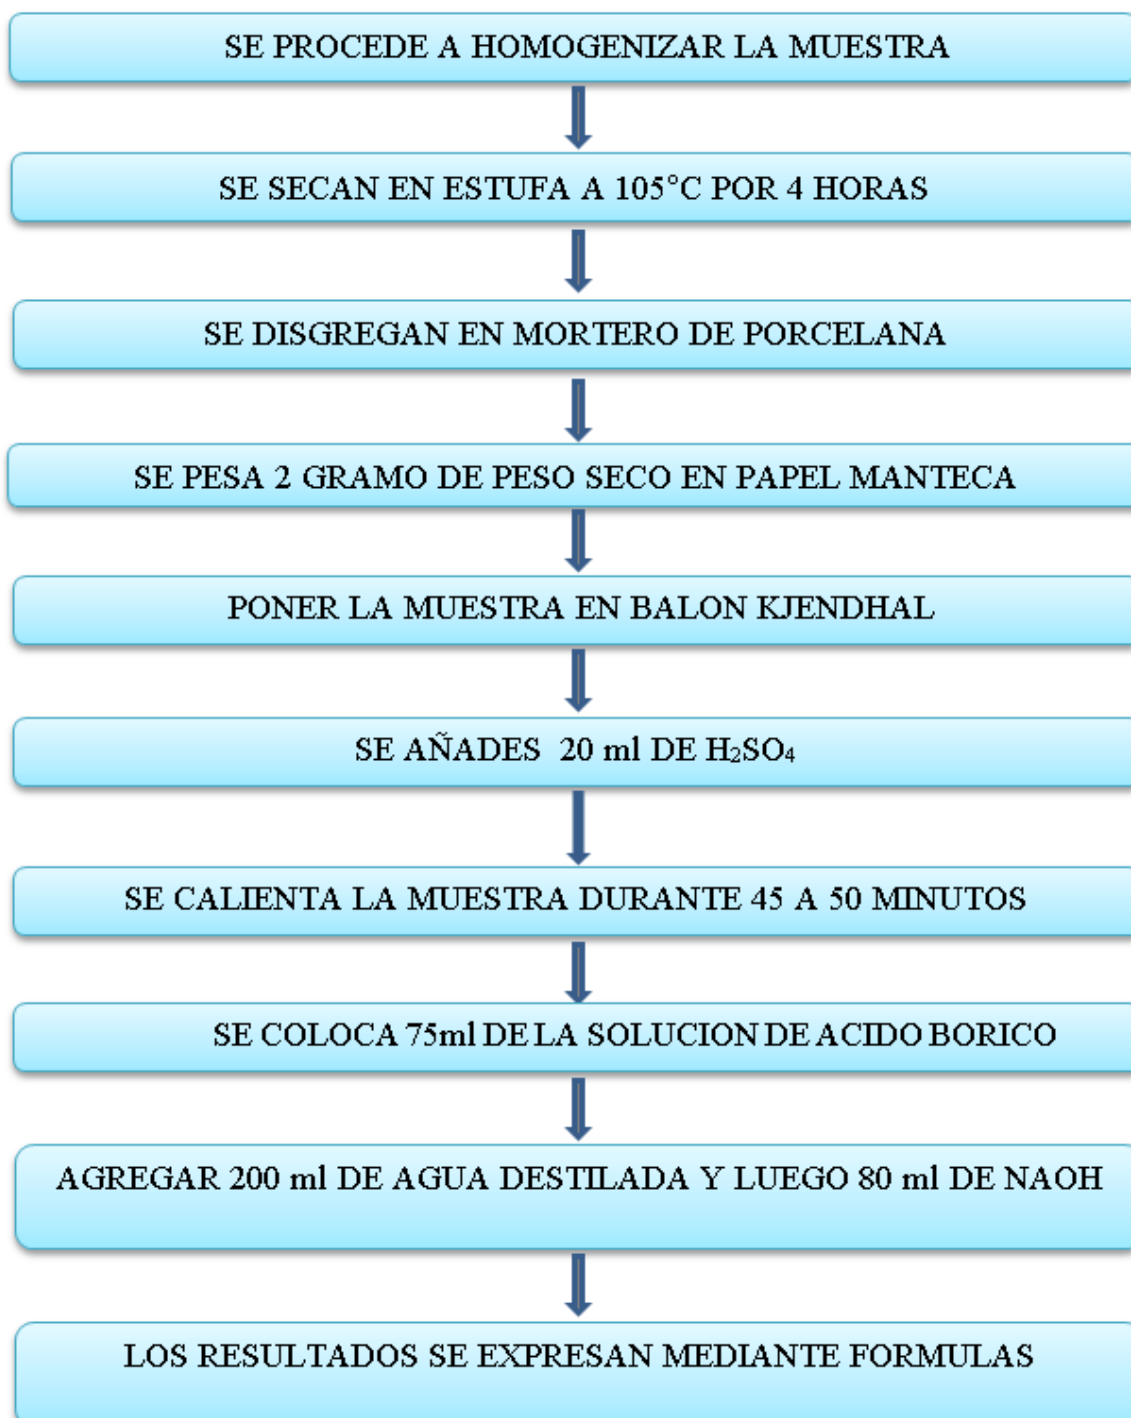 SE PROCEDE A HOMOGENIZAR LA MUESTRA
SE SECAN EN ESTUFA A 105°C POR 4 HORAS
SE DISGREGAN EN MORTERO DE PORCELANA
SE PESA 2 GRAMO DE PESO SECO EN PAPEL MANTECA
PONER LA MUESTRA EN BALON KJENDHAL
SE AÑADES 20 ml DE H₂SO₄
SE CALIENTA LA MUESTRA DURANTE 45 A 50 MINUTOS
SE COLOCA 75ml DE LA SOLUCION DE ACIDO BORICO
AGREGAR 200 ml DE AGUA DESTILADA Y LUEGO 80 ml DE NAOH
LOS RESULTADOS SE EXPRESAN MEDIANTE FORMULAS